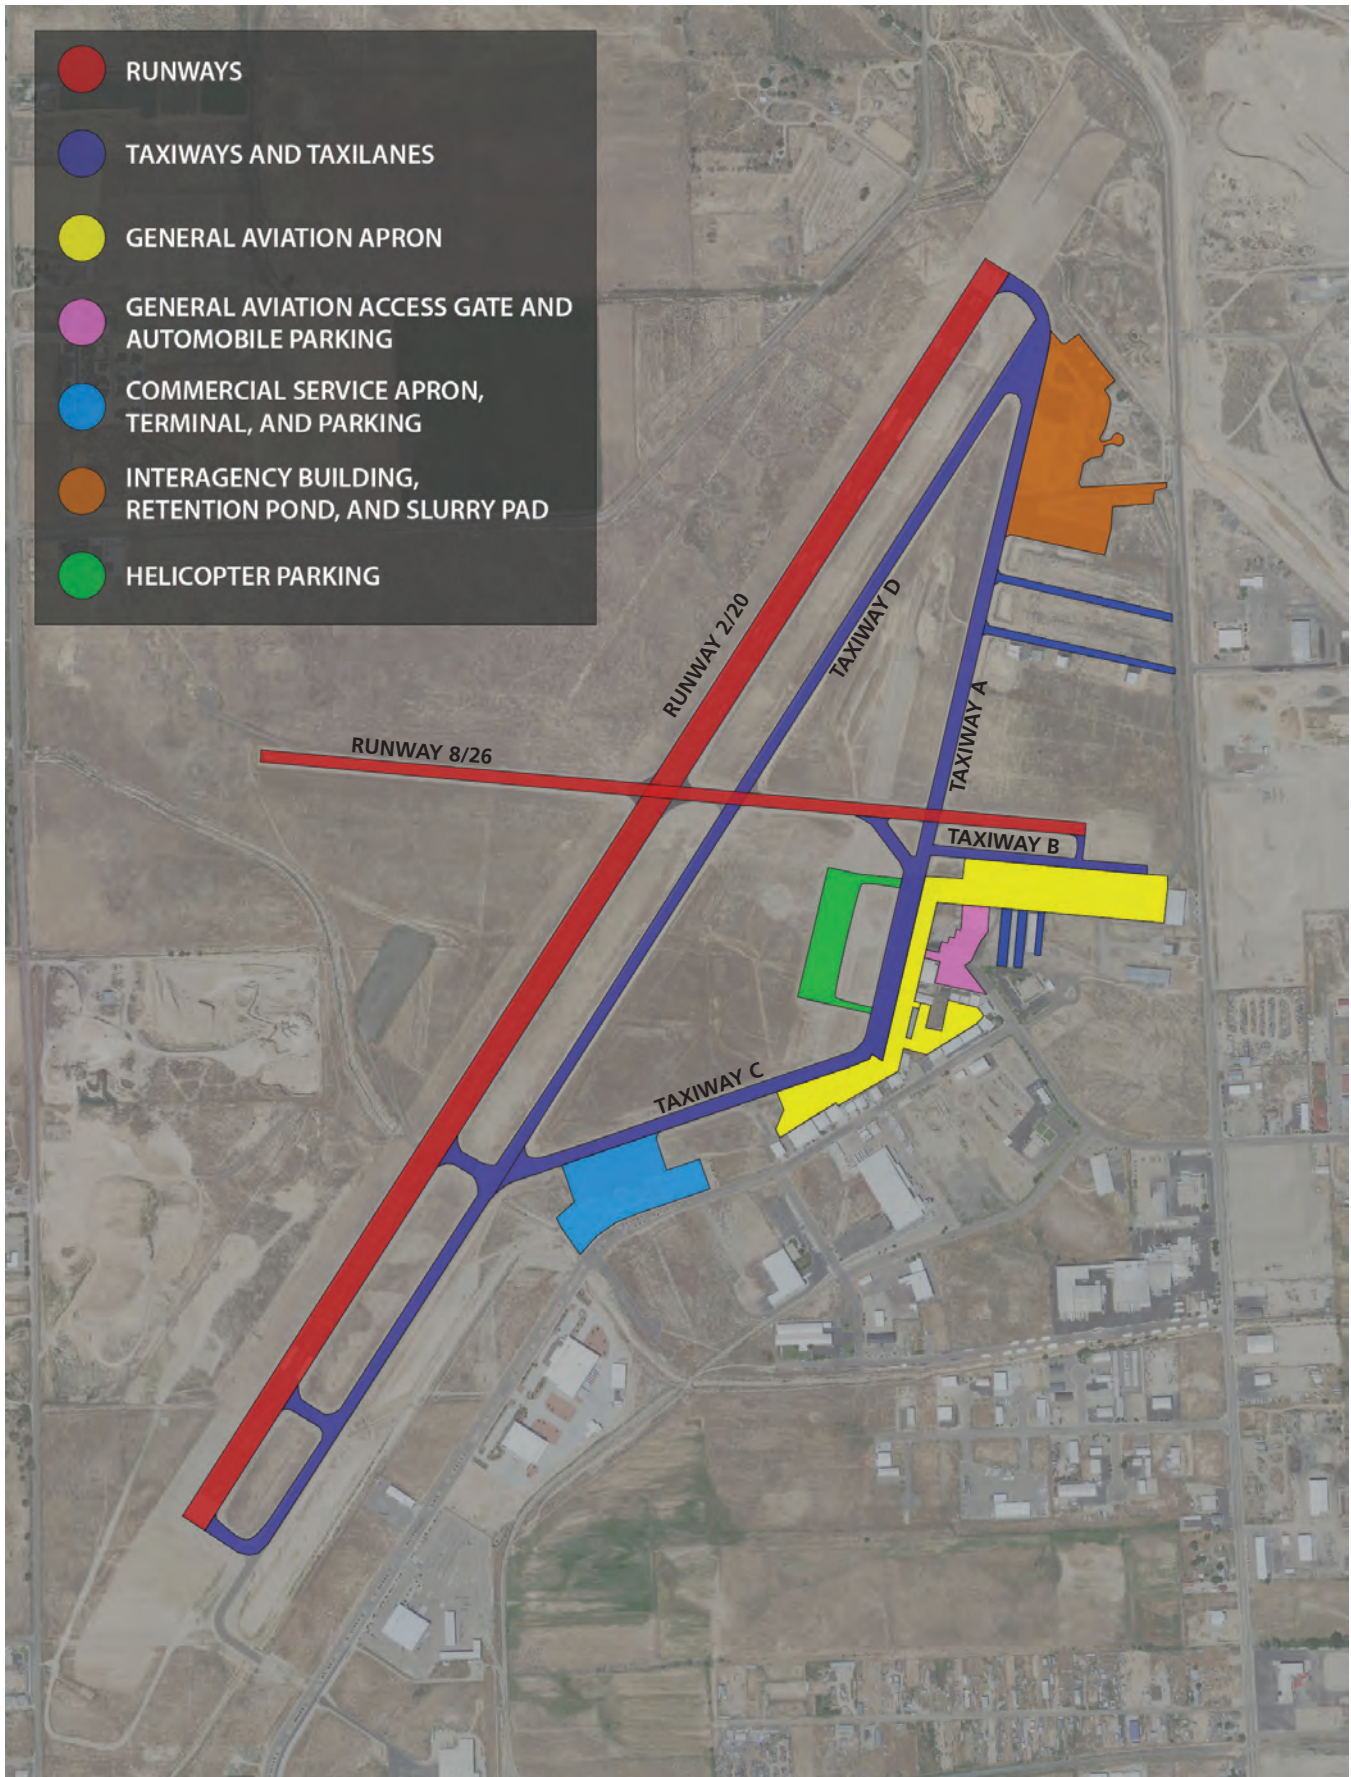 RUNWAYS
TAXIWAYS AND TAXILANES
GENERAL AVIATION APRON
GENERAL AVIATION ACCESS GATE AND
AUTOMOBILE PARKING
COMMERCIAL SERVICE APRON,
TERMINAL, AND PARKING
INTERAGENCY BUILDING,
RETENTION POND, AND SLURRY PAD
HELICOPTER PARKING
RUNWAY 2/20
TAXIWAY D
TAXIWAY A
RUNWAY 8/26
TAXIWAY B
TAXIWAY C